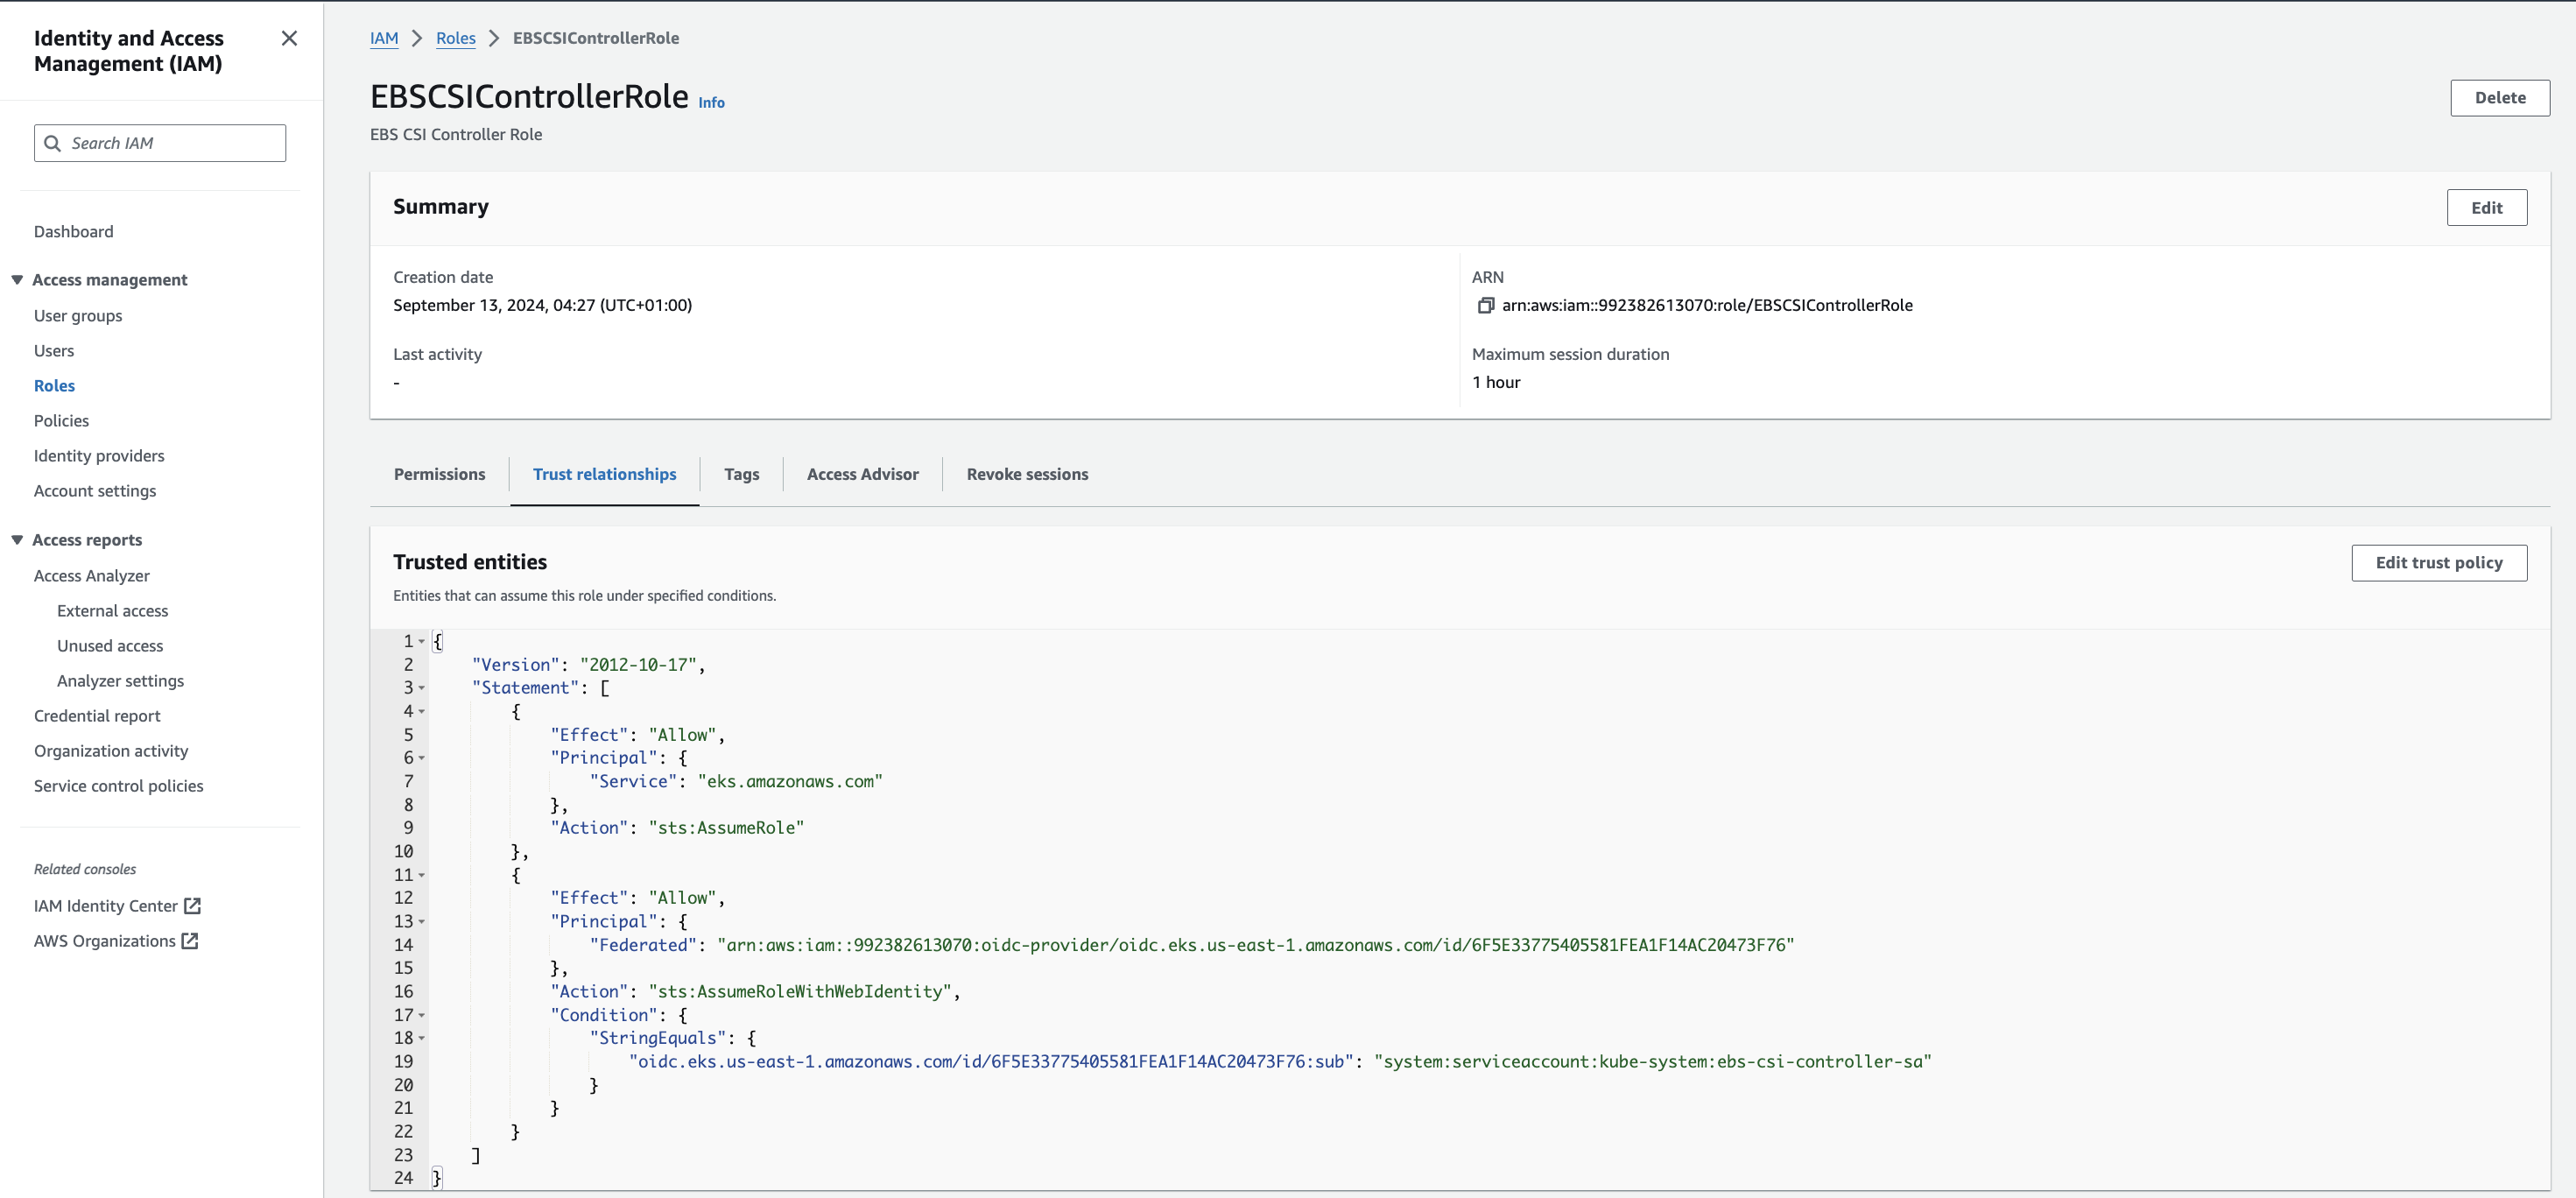 Identity and Access
Management (IAM)
Search IAM
Dashboard
Access management
User groups
Users
Roles
Policies
Identity providers
Account settings
Access reports
Access Analyzer
External access
Unused access
Analyzer settings
Credential report
Organization activity
Service control policies
Related consoles
IAM Identity Center
AWS Organizations
IAM > Roles > EBSCSIControllerRole
EBSCSIControllerRole Info
EBS CSI Controller Role
Delete
Summary
Edit
Creation date
September 13, 2024, 04:27 (UTC+01:00)
Last activity
-
ARN
arn:aws:iam::992382613070:role/EBSCSIControllerRole
Maximum session duration
1 hour
Permissions
Trust relationships
Tags
Access Advisor
Revoke sessions
Trusted entities
Entities that can assume this role under specified conditions.
Edit trust policy
1 {
2 "Version": "2012-10-17",
3 "Statement": [
4 {
5 "Effect": "Allow",
6 "Principal": {
7 "Service": "eks.amazonaws.com"
8 },
9 "Action": "sts:AssumeRole"
10 },
11 {
12 "Effect": "Allow",
13 "Principal": {
14 "Federated": "arn:aws:iam::992382613070:oidc-provider/oidc.eks.us-east-1.amazonaws.com/id/6F5E33775405581FEA1F14AC20473F76"
15 },
16 "Action": "sts:AssumeRoleWithWebIdentity",
17 "Condition": {
18 "StringEquals": {
19 "oidc.eks.us-east-1.amazonaws.com/id/6F5E33775405581FEA1F14AC20473F76:sub": "system:serviceaccount:kube-system:ebs-csi-controller-sa"
20 }
21 }
22 }
23 ]
24 }